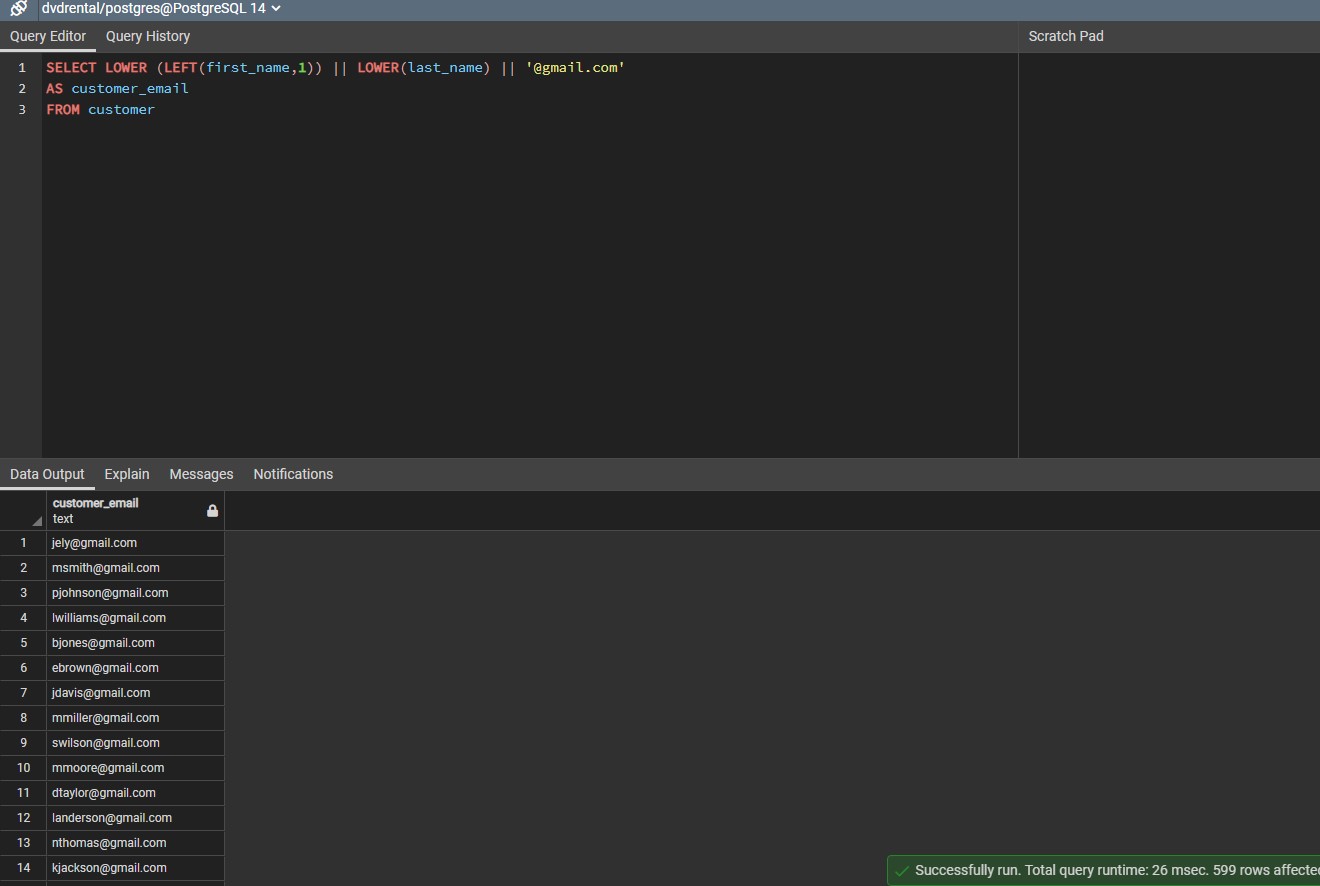 dvdrental/postgres@PostgreSQL 14
Query Editor Query History Scratch Pad
1 SELECT LOWER (LEFT(first_name,1)) || LOWER(last_name) || '@gmail.com'
2 AS customer_email
3 FROM customer
Data Output Explain Messages Notifications
customer_email
text
1 jely@gmail.com
2 msmith@gmail.com
3 pjohnson@gmail.com
4 lwilliams@gmail.com
5 bjones@gmail.com
6 ebrown@gmail.com
7 jdavis@gmail.com
8 mmiller@gmail.com
9 swilson@gmail.com
10 mmoore@gmail.com
11 dtaylor@gmail.com
12 landerson@gmail.com
13 nthomas@gmail.com
14 kjackson@gmail.com
Successfully run. Total query runtime: 26 msec. 599 rows affected